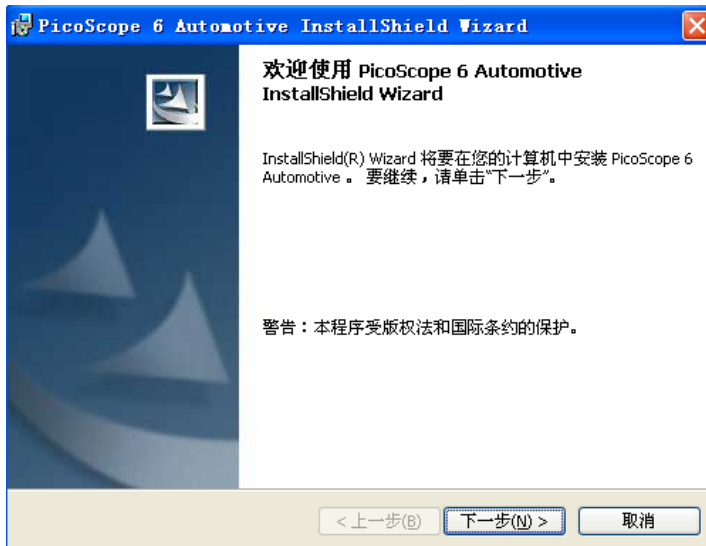 PicoScope 6 Automotive InstallShield Wizard
欢迎使用 PicoScope 6 Automotive
InstallShield Wizard
InstallShield(R) Wizard 将要在您的计算机中安装 PicoScope 6
Automotive 。 要继续，请单击“下一步”。
警告：本程序受版权法和国际条约的保护。
< 上一步(B) 下一步(N) > 取消